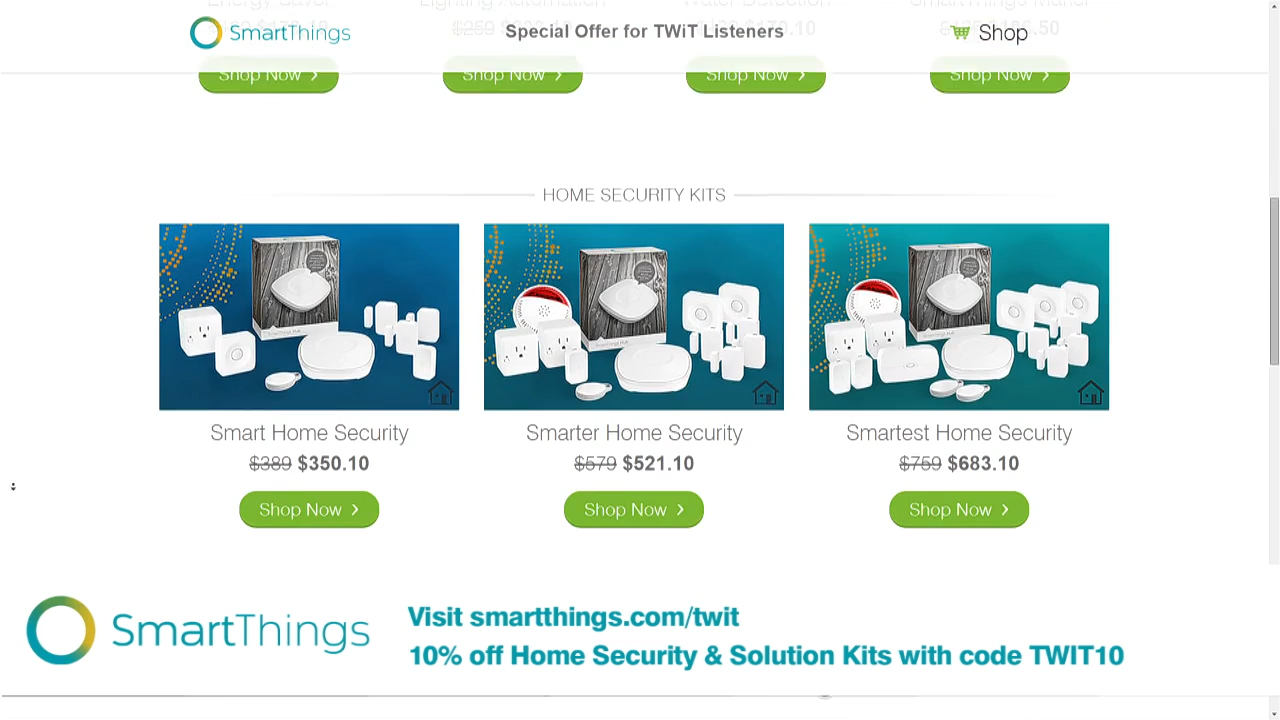 SmartThings
Special Offer for TWiT Listeners
Shop
Shop Now >
Shop Now >
Shop Now >
Shop Now >
HOME SECURITY KITS
Smart Home Security
$389 $350.10
Shop Now >
Smarter Home Security
$579 $521.10
Shop Now >
Smartest Home Security
$759 $683.10
Shop Now >
SmartThings
Visit smartthings.com/twit
10% off Home Security & Solution Kits with code TWIT10